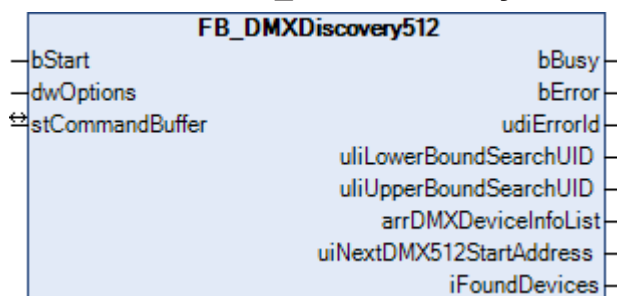 FB_DMXDiscovery512
bStart bBusy
dwOptions bError
stCommandBuffer udiErrorId
uliLowerBoundSearchUID
uliUpperBoundSearchUID
arrDMXDeviceInfoList
uiNextDMX512StartAddress
iFoundDevices